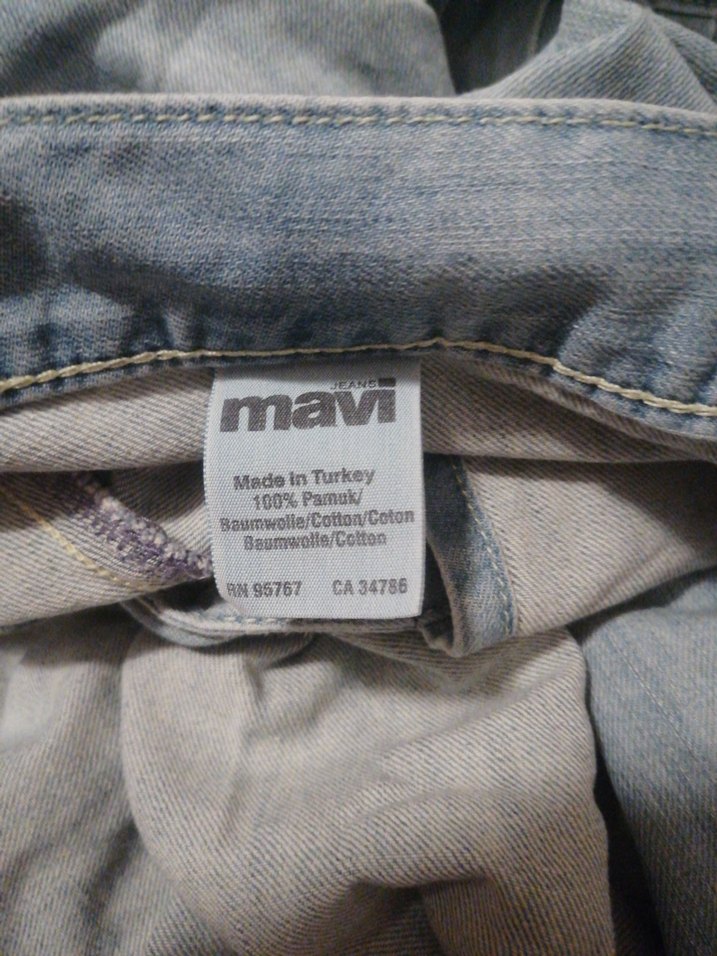 JEANS
mavi
Made in Turkey
100% Pamuk/
Baumwolle/Cotton/Coton
Baumwolle/Cotton
RN 95767 CA 34786